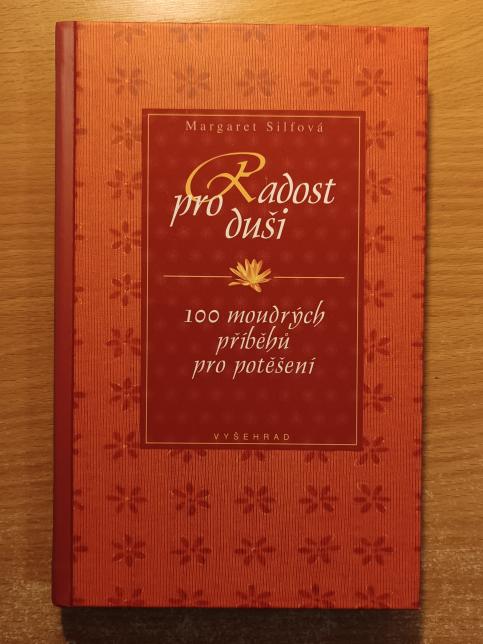 Margaret Silfová
Radost
pro
duši
100 moudrých
příběhů
pro potěšení
VYŠEHRAD